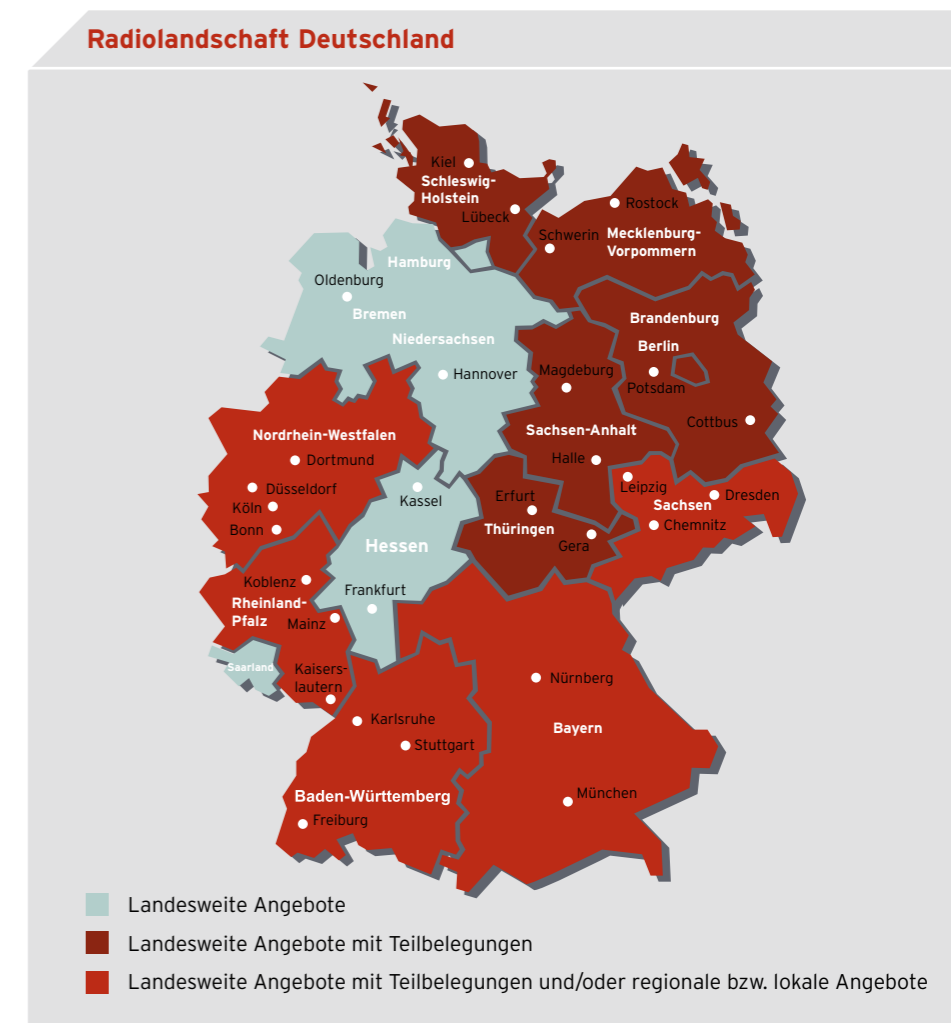 Radiolandschaft Deutschland
Kiel
Schleswig-
Holstein
Lübeck
Rostock
Schwerin
Mecklenburg-
Vorpommern
Hamburg
Oldenburg
Bremen
Niedersachsen
Hannover
Brandenburg
Berlin
Potsdam
Cottbus
Magdeburg
Sachsen-Anhalt
Halle
Nordrhein-Westfalen
Dortmund
Düsseldorf
Köln
Bonn
Kassel
Hessen
Frankfurt
Erfurt
Thüringen
Gera
Leipzig
Dresden
Sachsen
Chemnitz
Koblenz
Rheinland-
Pfalz
Mainz
Saarland
Kaisers-
lautern
Karlsruhe
Stuttgart
Baden-Württemberg
Freiburg
Nürnberg
Bayern
München
Landesweite Angebote
Landesweite Angebote mit Teilbelegungen
Landesweite Angebote mit Teilbelegungen und/oder regionale bzw. lokale Angebote